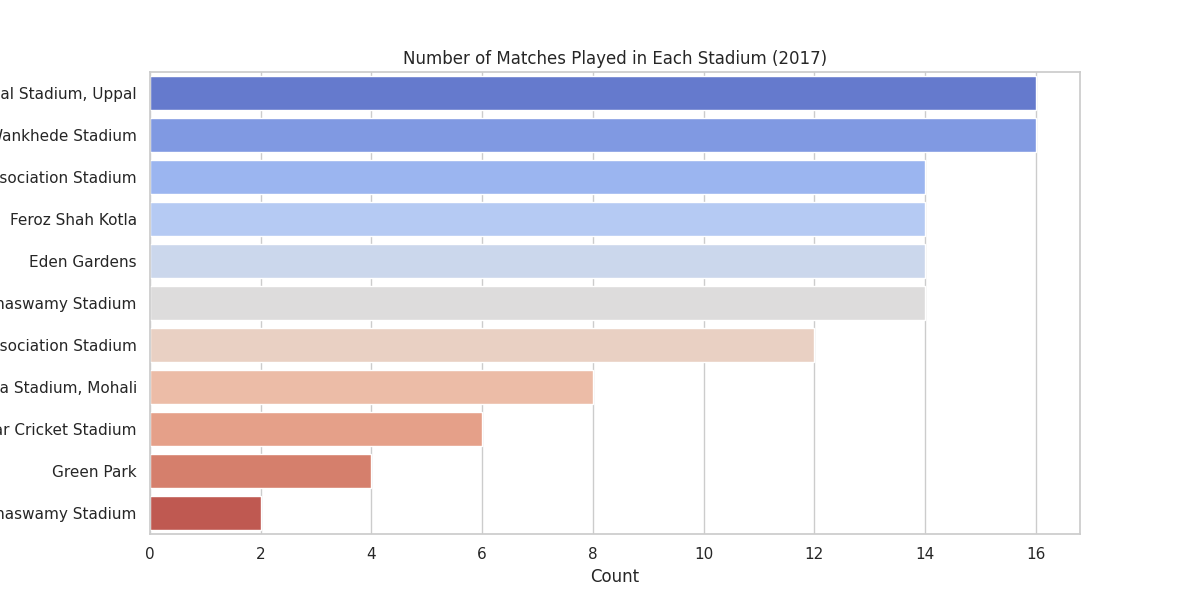 Number of Matches Played in Each Stadium (2017)
al Stadium, Uppal
Wankhede Stadium
sociation Stadium
Feroz Shah Kotla
Eden Gardens
naswamy Stadium
sociation Stadium
a Stadium, Mohali
ar Cricket Stadium
Green Park
naswamy Stadium
0 2 4 6 8 10 12 14 16
Count